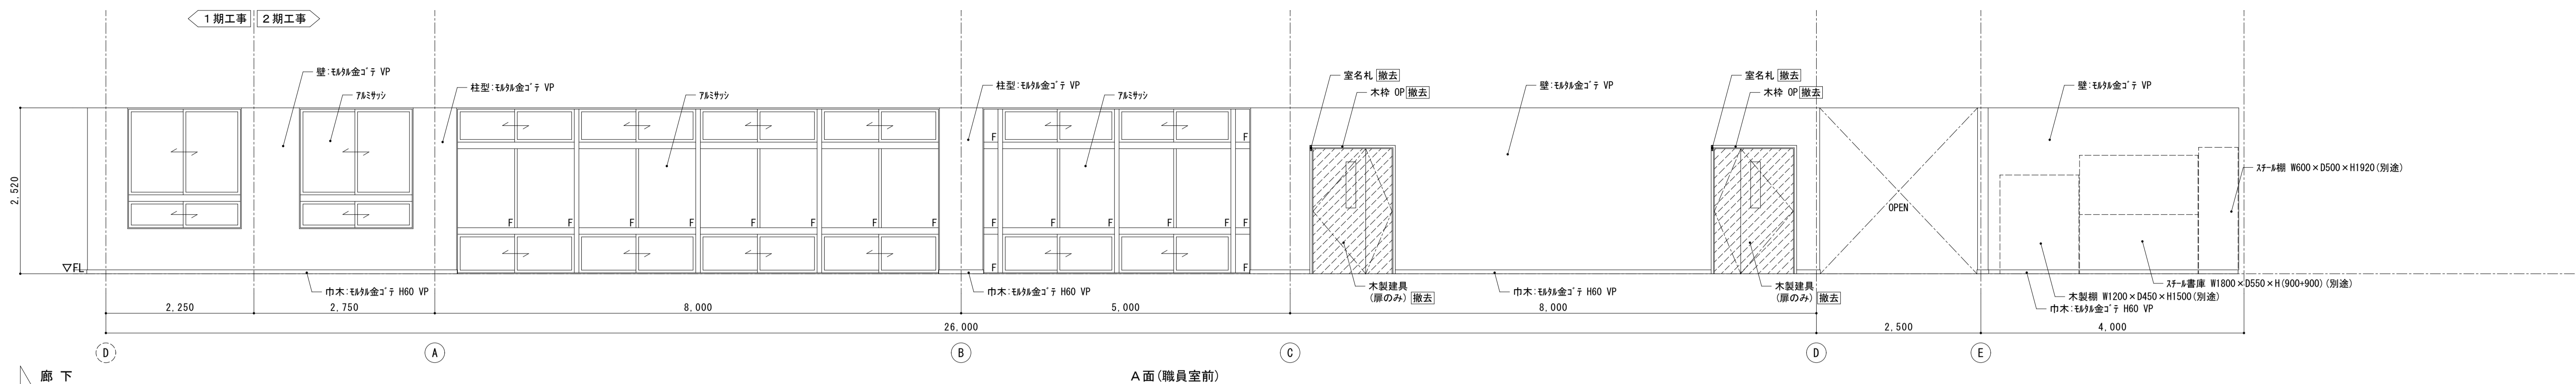 １期工事 ２期工事
壁:ﾓﾙﾀﾙ金ｺﾞﾃ VP
ｱﾙﾐｻｯｼ
柱型:ﾓﾙﾀﾙ金ｺﾞﾃ VP
ｱﾙﾐｻｯｼ
柱型:ﾓﾙﾀﾙ金ｺﾞﾃ VP
ｱﾙﾐｻｯｼ
室名札 撤去
木枠 OP 撤去
壁:ﾓﾙﾀﾙ金ｺﾞﾃ VP
室名札 撤去
木枠 OP 撤去
壁:ﾓﾙﾀﾙ金ｺﾞﾃ VP
2,520
F F
ｽﾁｰﾙ棚 W600×D500×H1920(別途)
OPEN
F F F F F F F F F F F F F F
▽FL
F F
巾木:ﾓﾙﾀﾙ金ｺﾞﾃ H60 VP
巾木:ﾓﾙﾀﾙ金ｺﾞﾃ H60 VP
木製建具
(扉のみ) 撤去
巾木:ﾓﾙﾀﾙ金ｺﾞﾃ H60 VP
木製建具
(扉のみ) 撤去
ｽﾁｰﾙ書庫 W1800×D550×H(900+900)(別途)
木製棚 W1200×D450×H1500(別途)
巾木:ﾓﾙﾀﾙ金ｺﾞﾃ H60 VP
2,250 2,750 8,000 5,000 8,000
26,000 2,500 4,000
D A B C D E
廊 下
Ａ面(職員室前)